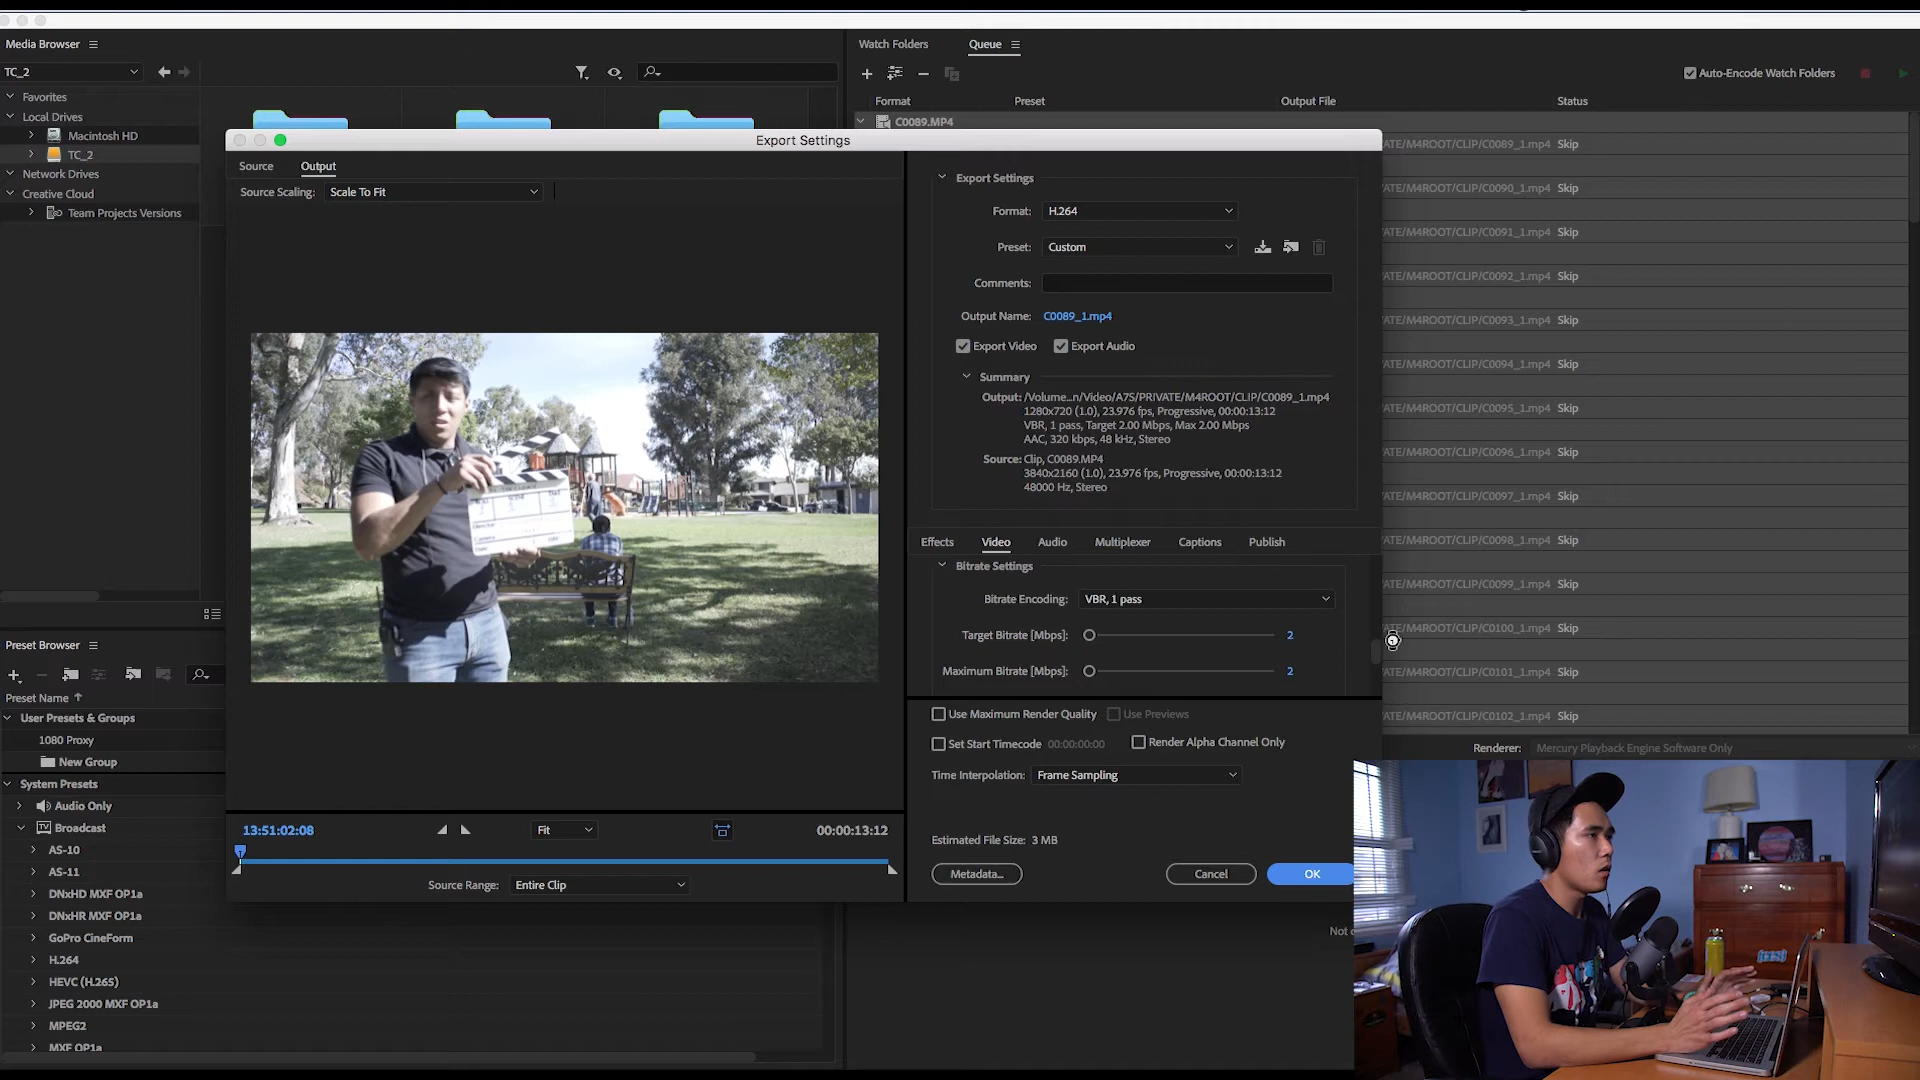 Media Browser
TC_2
Favorites
Local Drives
Macintosh HD
TC_2
Network Drives
Creative Cloud
Team Projects Versions
Watch Folders
Queue
Auto-Encode Watch Folders
Format Preset Output File Status
C0089.MP4
Export Settings
Source Output
Source Scaling: Scale To Fit
Export Settings
Format: H.264
Preset: Custom
Comments:
Output Name: C0089_1.mp4
Export Video Export Audio
Summary
Output: /Volume...n/Video/A7S/PRIVATE/M4ROOT/CLIP/C0089_1.mp4
1280x720 (1.0), 23.976 fps, Progressive, 00:00:13:12
VBR, 1 pass, Target 2.00 Mbps, Max 2.00 Mbps
AAC, 320 kbps, 48 kHz, Stereo
Source: Clip, C0089.MP4
3840x2160 (1.0), 23.976 fps, Progressive, 00:00:13:12
48000 Hz, Stereo
Effects Video Audio Multiplexer Captions Publish
Bitrate Settings
Bitrate Encoding: VBR, 1 pass
Target Bitrate [Mbps]: 2
Maximum Bitrate [Mbps]: 2
Use Maximum Render Quality Use Previews
Set Start Timecode 00:00:00:00 Render Alpha Channel Only
Time Interpolation: Frame Sampling
Estimated File Size: 3 MB
Metadata... Cancel OK
13:51:02:08 Fit 00:00:13:12
Source Range: Entire Clip
ATE/M4ROOT/CLIP/C0089_1.mp4 Skip
ATE/M4ROOT/CLIP/C0090_1.mp4 Skip
ATE/M4ROOT/CLIP/C0091_1.mp4 Skip
ATE/M4ROOT/CLIP/C0092_1.mp4 Skip
ATE/M4ROOT/CLIP/C0093_1.mp4 Skip
ATE/M4ROOT/CLIP/C0094_1.mp4 Skip
ATE/M4ROOT/CLIP/C0095_1.mp4 Skip
ATE/M4ROOT/CLIP/C0096_1.mp4 Skip
ATE/M4ROOT/CLIP/C0097_1.mp4 Skip
ATE/M4ROOT/CLIP/C0098_1.mp4 Skip
ATE/M4ROOT/CLIP/C0099_1.mp4 Skip
ATE/M4ROOT/CLIP/C0100_1.mp4 Skip
ATE/M4ROOT/CLIP/C0101_1.mp4 Skip
ATE/M4ROOT/CLIP/C0102_1.mp4 Skip
Renderer: Mercury Playback Engine Software Only
Not c
Preset Browser
Preset Name
User Presets & Groups
1080 Proxy
New Group
System Presets
Audio Only
TV Broadcast
AS-10
AS-11
DNxHD MXF OP1a
DNxHR MXF OP1a
GoPro CineForm
H.264
HEVC (H.265)
JPEG 2000 MXF OP1a
MPEG2
MXF OP1a